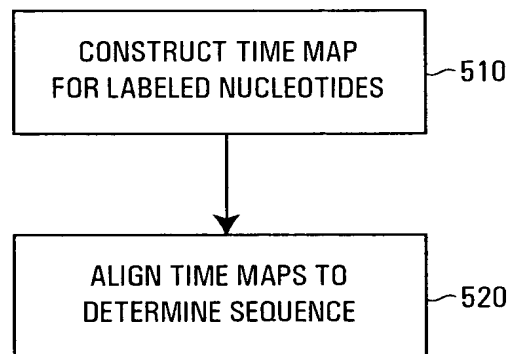 CONSTRUCT TIME MAP
FOR LABELED NUCLEOTIDES
510
ALIGN TIME MAPS TO
DETERMINE SEQUENCE
520